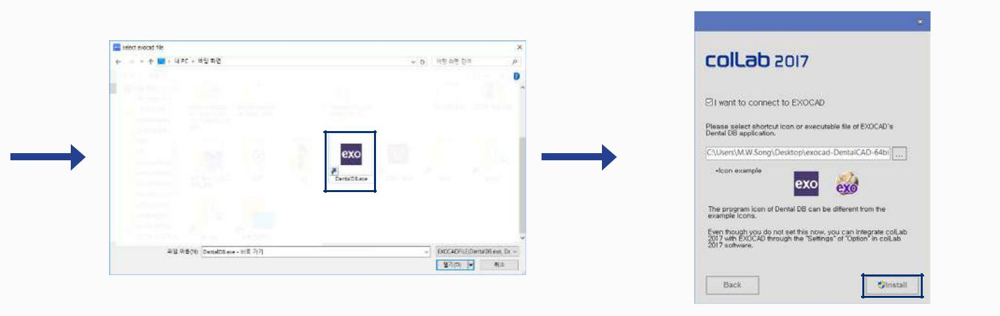 select exocad file
내 PC › 바탕 화면
바탕 화면 검색
exo
DentalDB.exe
파일 이름(N):
DentalDB.exe - 바로 가기
EXOCADFILE(DentalDB.exe, De
열기(O)
취소
colLab 2017
I want to connect to EXOCAD
Please select shortcut icon or executable file of EXOCAD's
Dental DB application.
C:\Users\M.W.Song\Desktop\exocad-DentalCAD-64bi
...
•Icon example
exo
exo
The program icon of Dental DB can be different from the
example icons.
Even though you do not set this now, you can integrate colLab
2017 with EXOCAD through the "Settings" of "Option" in colLab
2017 software.
Back
Install